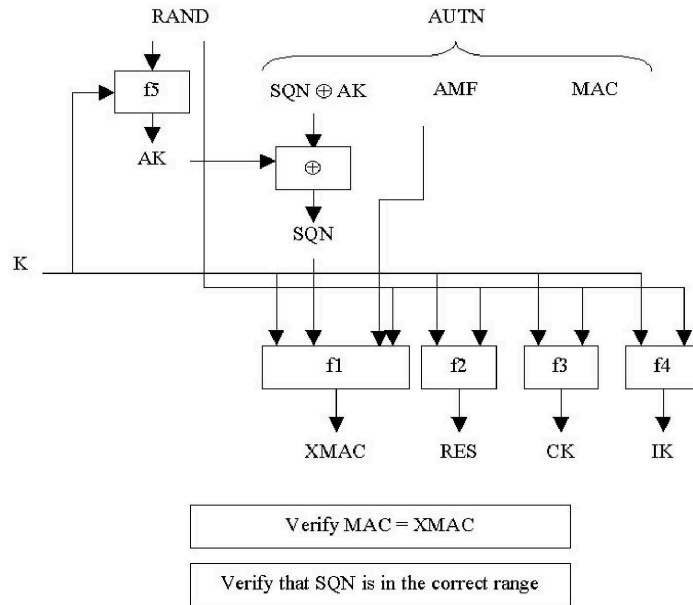 RAND
AUTN
f5
SQN ⊕ AK
AMF
MAC
AK
⊕
SQN
K
f1
f2
f3
f4
XMAC
RES
CK
IK
Verify MAC = XMAC
Verify that SQN is in the correct range